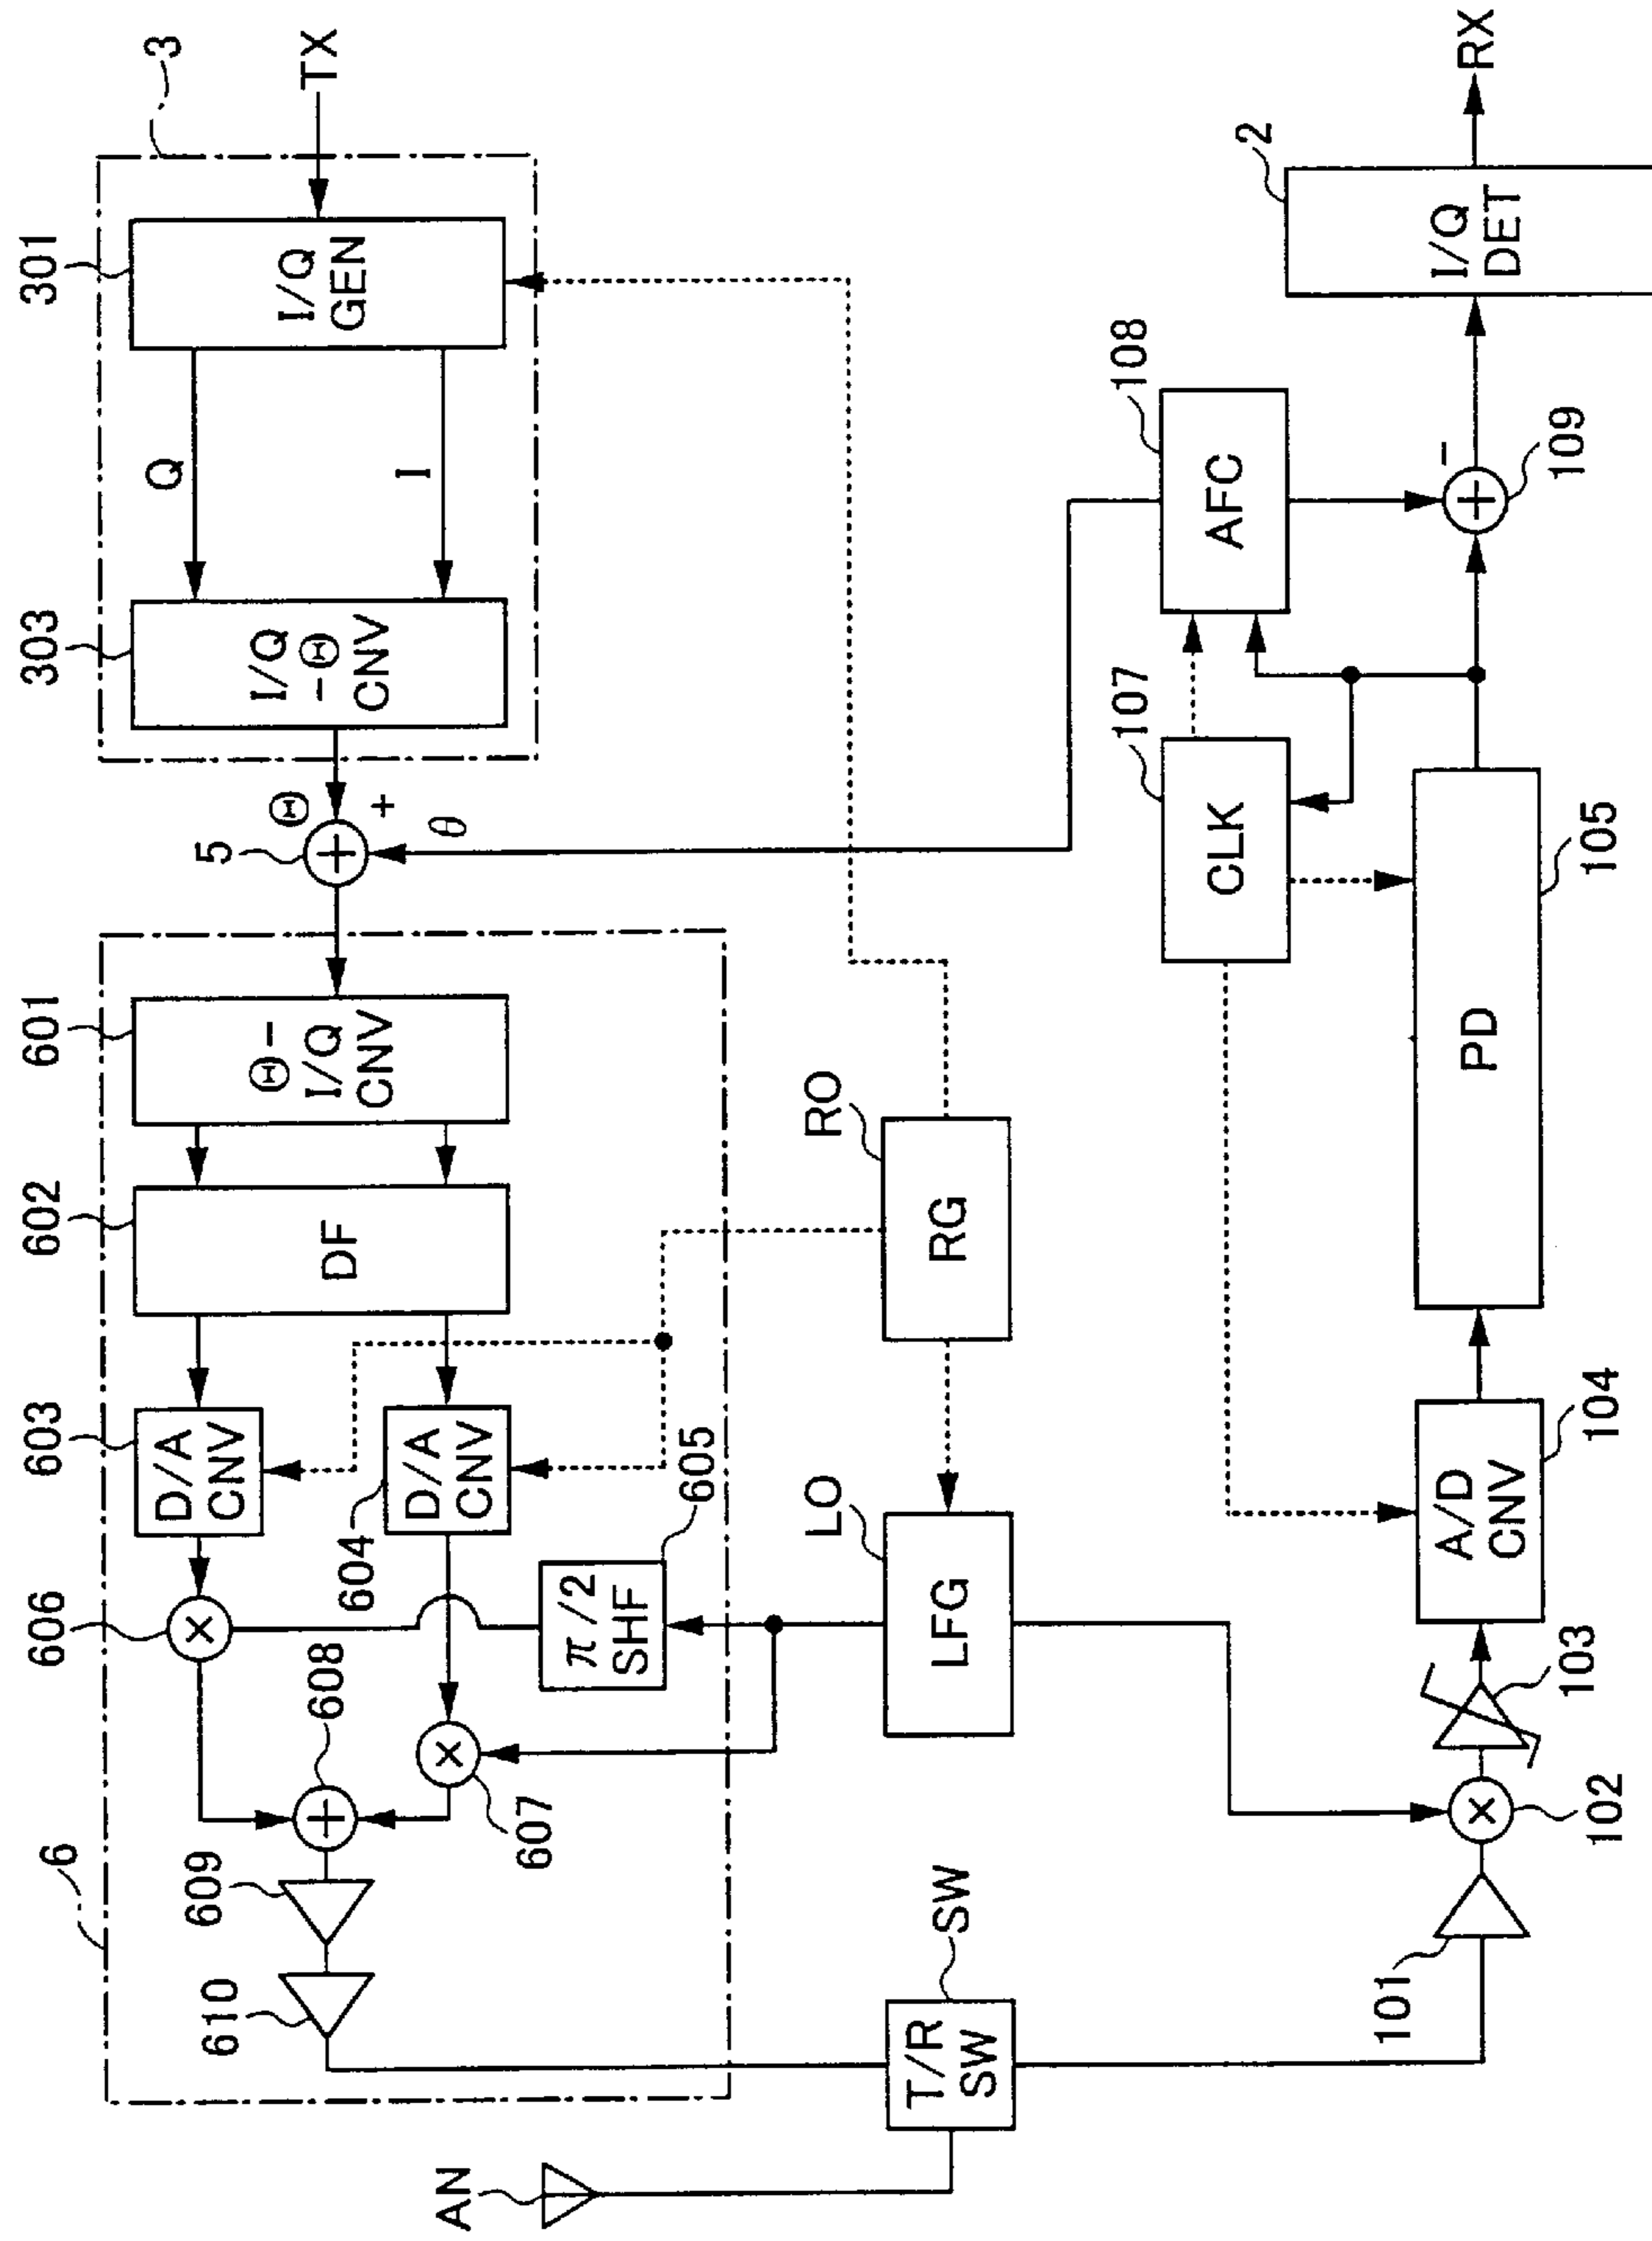 3
TX
301
I/Q
GEN
Q
I
303
I/Q
-Θ
CNV
Θ
+
5
θ
6
601
Θ-
I/Q
CNV
602
DF
603
D/A
CNV
604
D/A
CNV
605
π/2
SHF
606
607
608
609
610
RO
RG
LO
LFG
SW
T/R
SW
AN
101
102
103
104
A/D
CNV
105
PD
107
CLK
108
AFC
-
109
2
I/Q
DET
RX